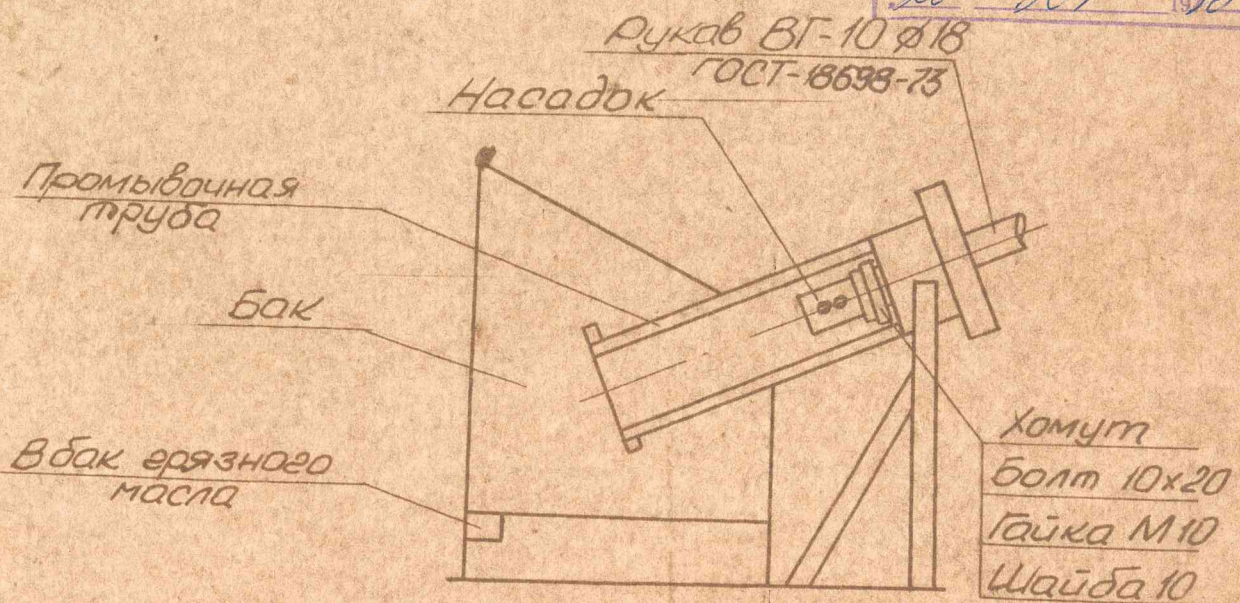 Рукав ВГ-10 ⌀18
ГОСТ-18698-73
Насадок
Промывочная
труба
Бак
В бак грязного
масла
Хомут
Болт 10х20
Гайка М10
Шайба 10